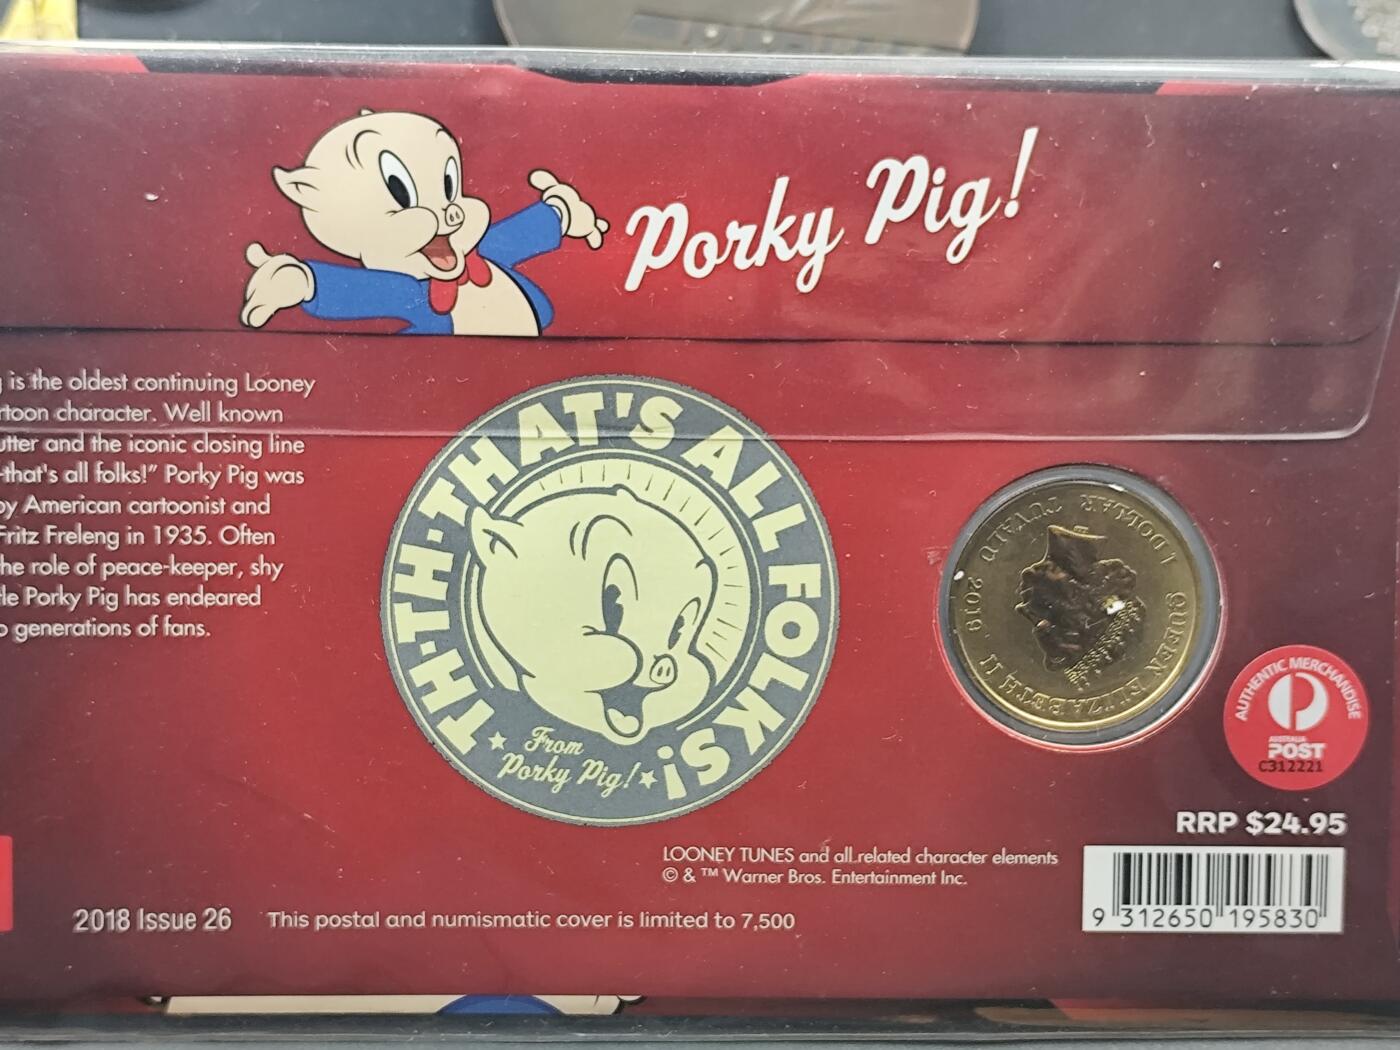 Porky Pig!
is the oldest continuing Looney
rtoon character. Well known
utter and the iconic closing line
-that's all folks!" Porky Pig was
by American cartoonist and
Fritz Freleng in 1935. Often
he role of peace-keeper, shy
tle Porky Pig has endeared
o generations of fans.
TH-TH-THAT'S ALL FOLKS!
From
Porky Pig!
QUEEN ELIZABETH II 2019 TUVALU 1 DOLLAR
AUTHENTIC MERCHANDISE
AUSTRALIA
POST
C312221
RRP $24.95
LOONEY TUNES and all related character elements
© & ™ Warner Bros. Entertainment Inc.
9 312650 195830
2018 Issue 26 This postal and numismatic cover is limited to 7,500